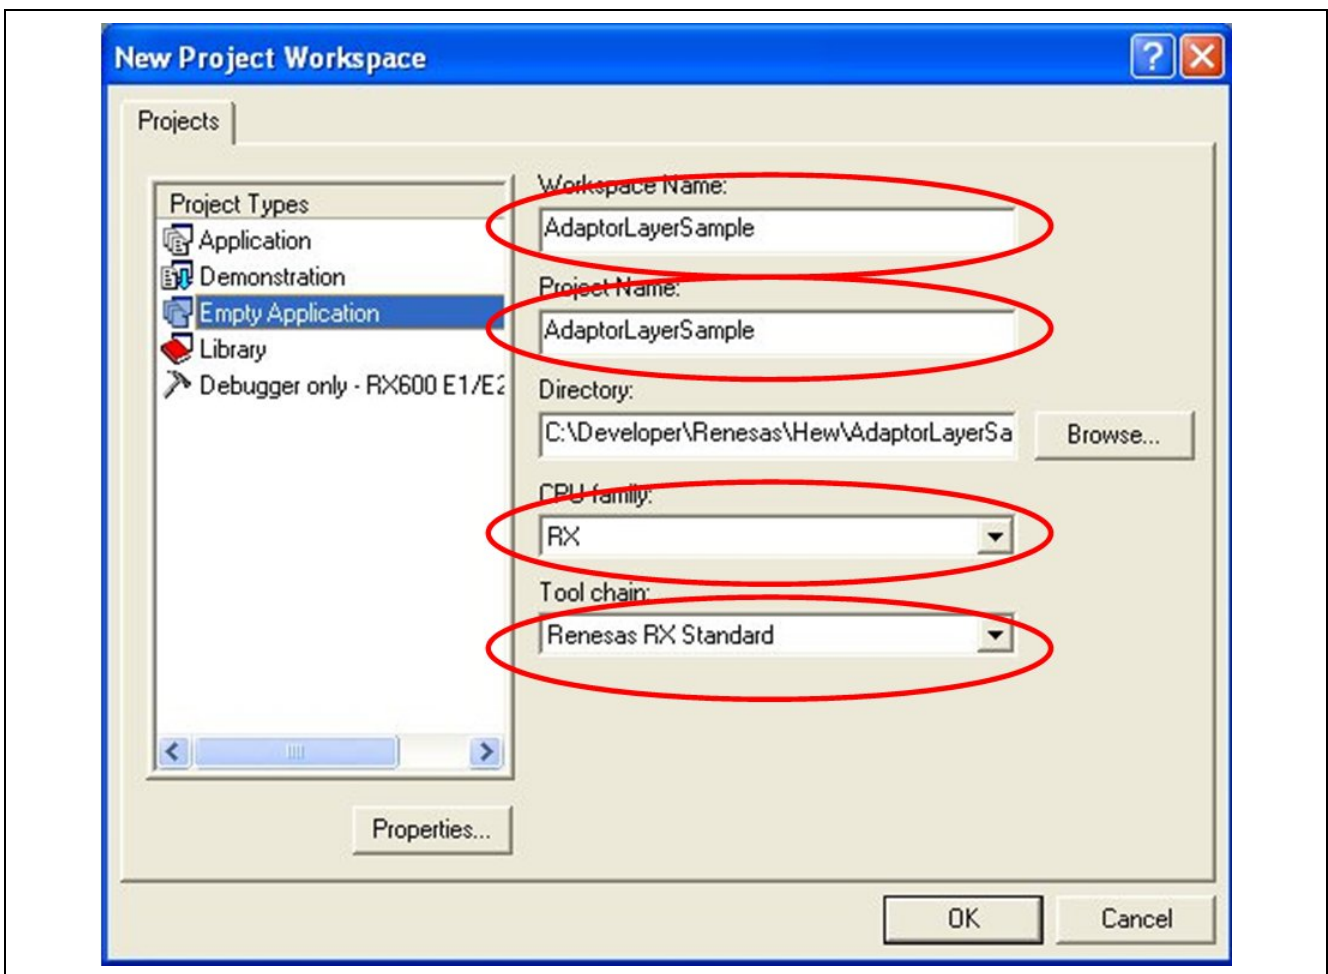 New Project Workspace
Projects
Project Types
Application
Demonstration
Empty Application
Library
Debugger only - RX600 E1/E2
Properties...
Workspace Name:
AdaptorLayerSample
Project Name:
AdaptorLayerSample
Directory:
C:\Developer\Renesas\Hew\AdaptorLayerSa
Browse...
CPU family:
RX
Tool chain:
Renesas RX Standard
OK
Cancel